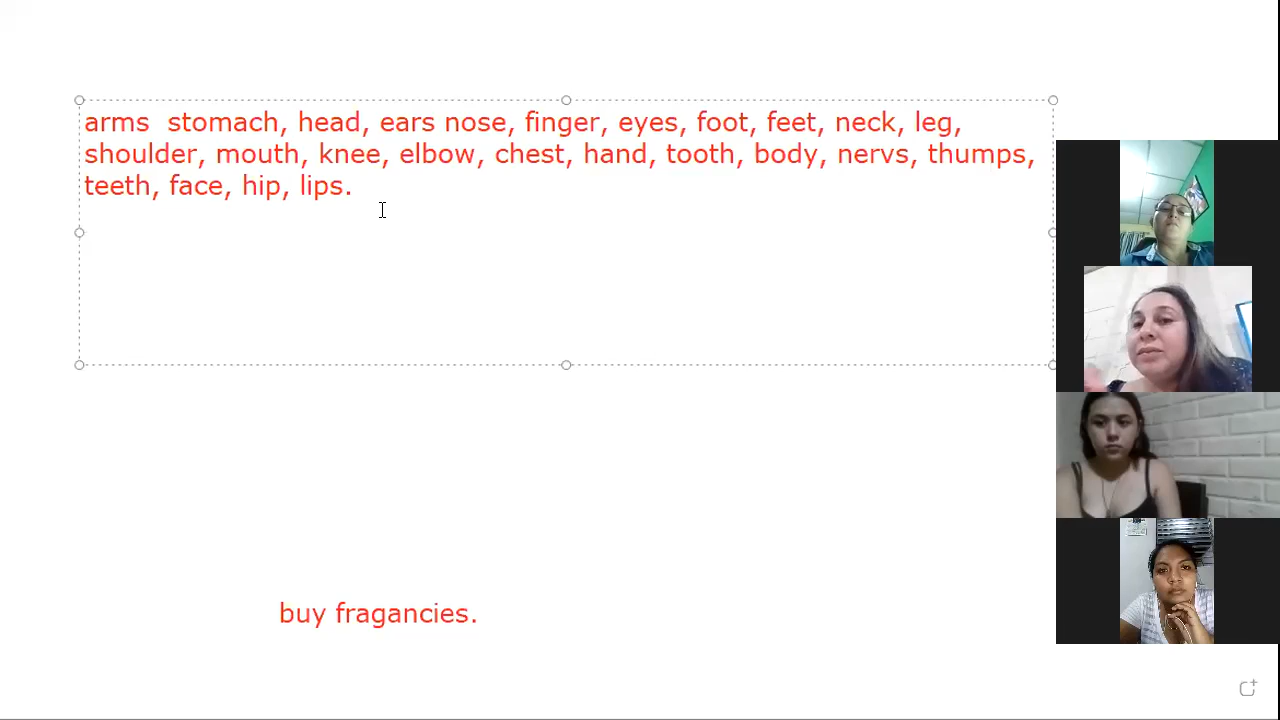 arms  stomach, head, ears nose, finger, eyes, foot, feet, neck, leg,
shoulder, mouth, knee, elbow, chest, hand, tooth, body, nervs, thumps,
teeth, face, hip, lips.
buy fragancies.